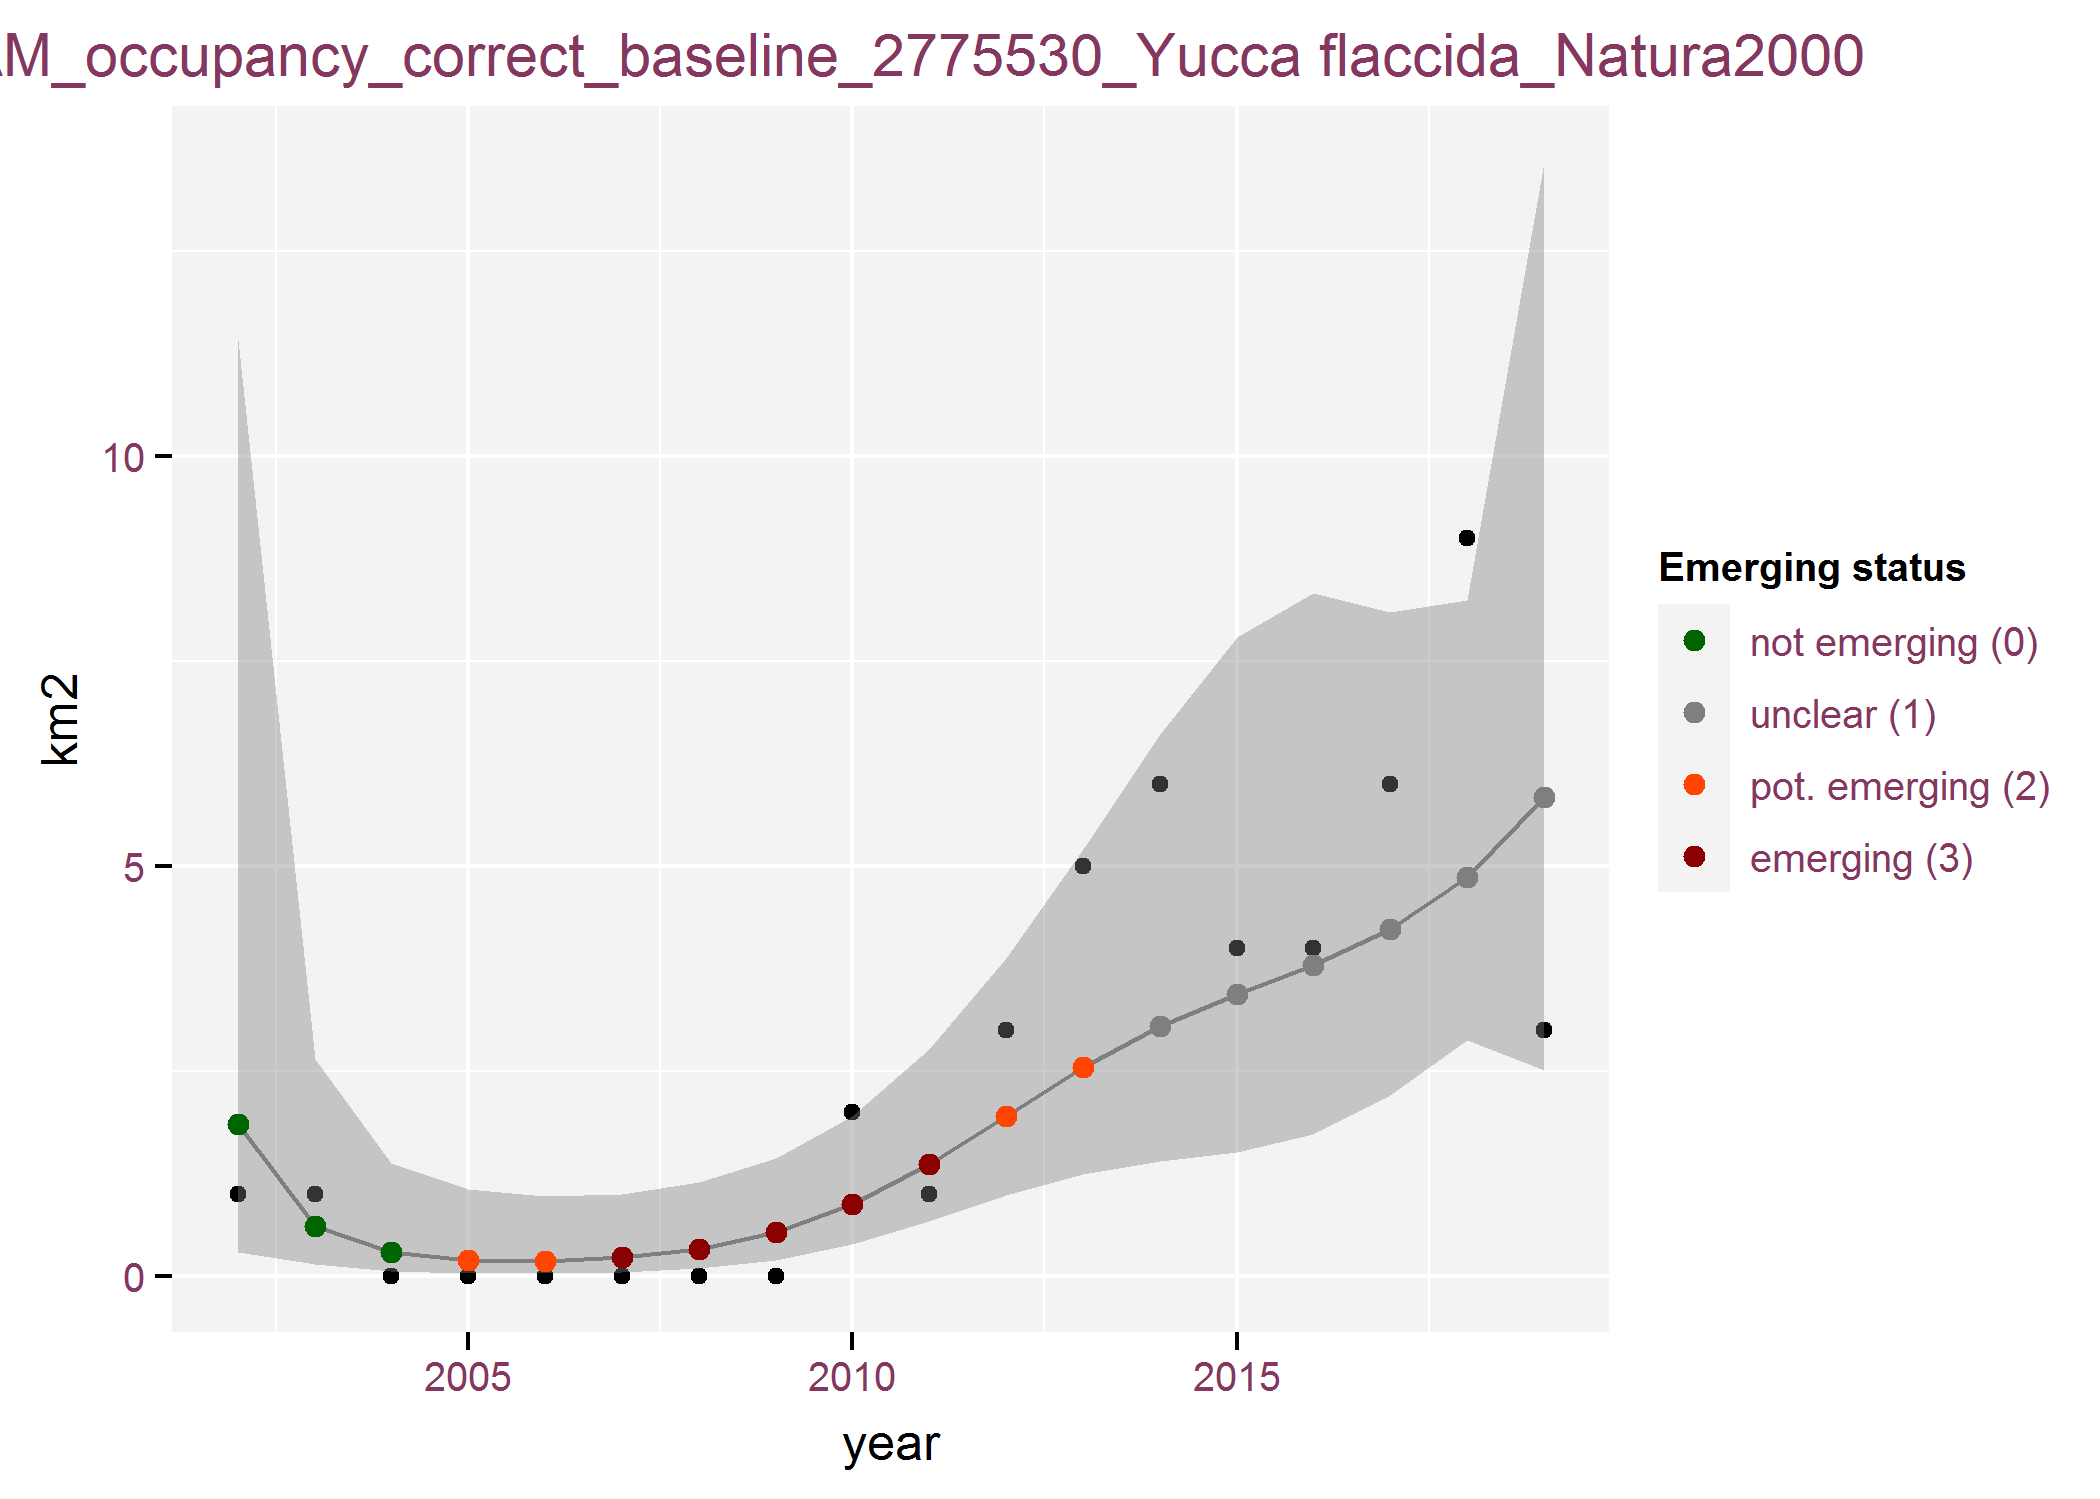 AM_occupancy_correct_baseline_2775530_Yucca flaccida_Natura2000
km2
10
5
0
2005
2010
2015
year
Emerging status
not emerging (0)
unclear (1)
pot. emerging (2)
emerging (3)